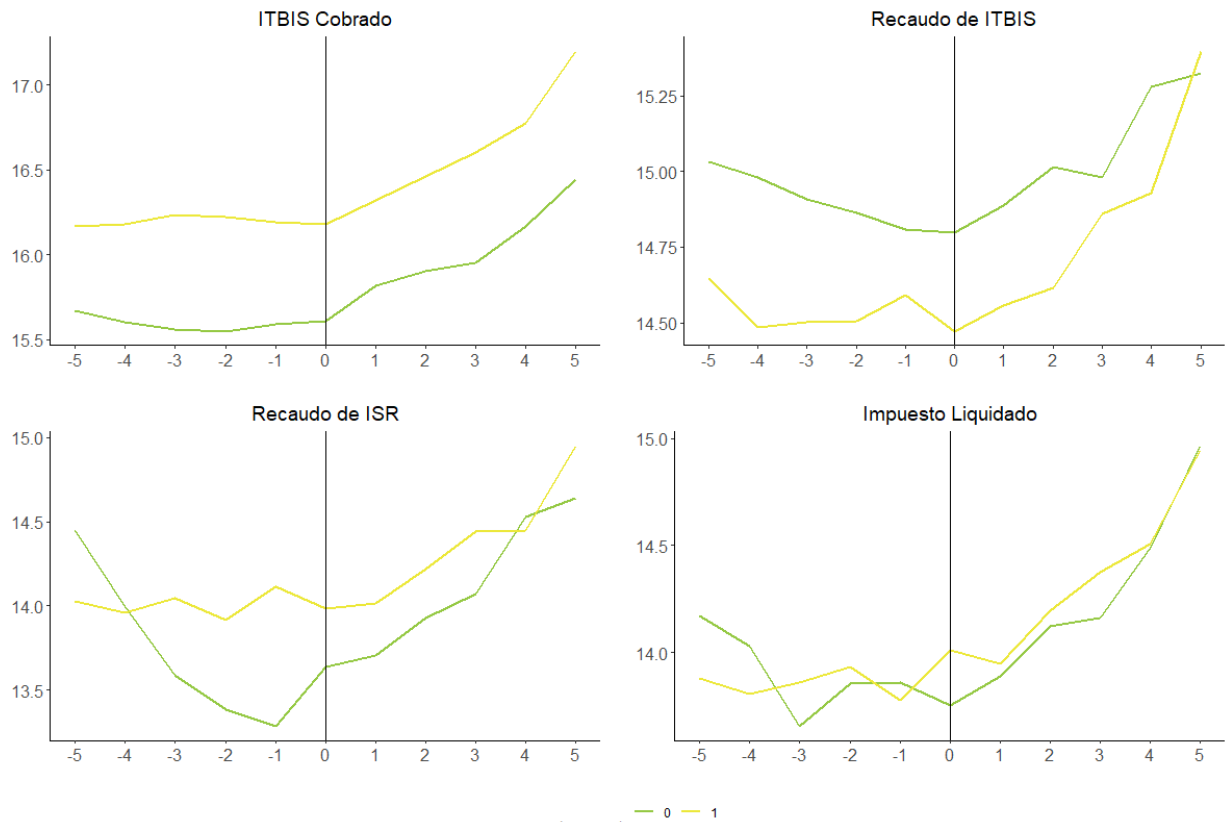 ITBIS Cobrado
17.0
16.5
16.0
15.5
-5 -4 -3 -2 -1 0 1 2 3 4 5
Recaudo de ITBIS
15.25
15.00
14.75
14.50
-5 -4 -3 -2 -1 0 1 2 3 4 5
Recaudo de ISR
15.0
14.5
14.0
13.5
-5 -4 -3 -2 -1 0 1 2 3 4 5
Impuesto Liquidado
15.0
14.5
14.0
-5 -4 -3 -2 -1 0 1 2 3 4 5
0 1